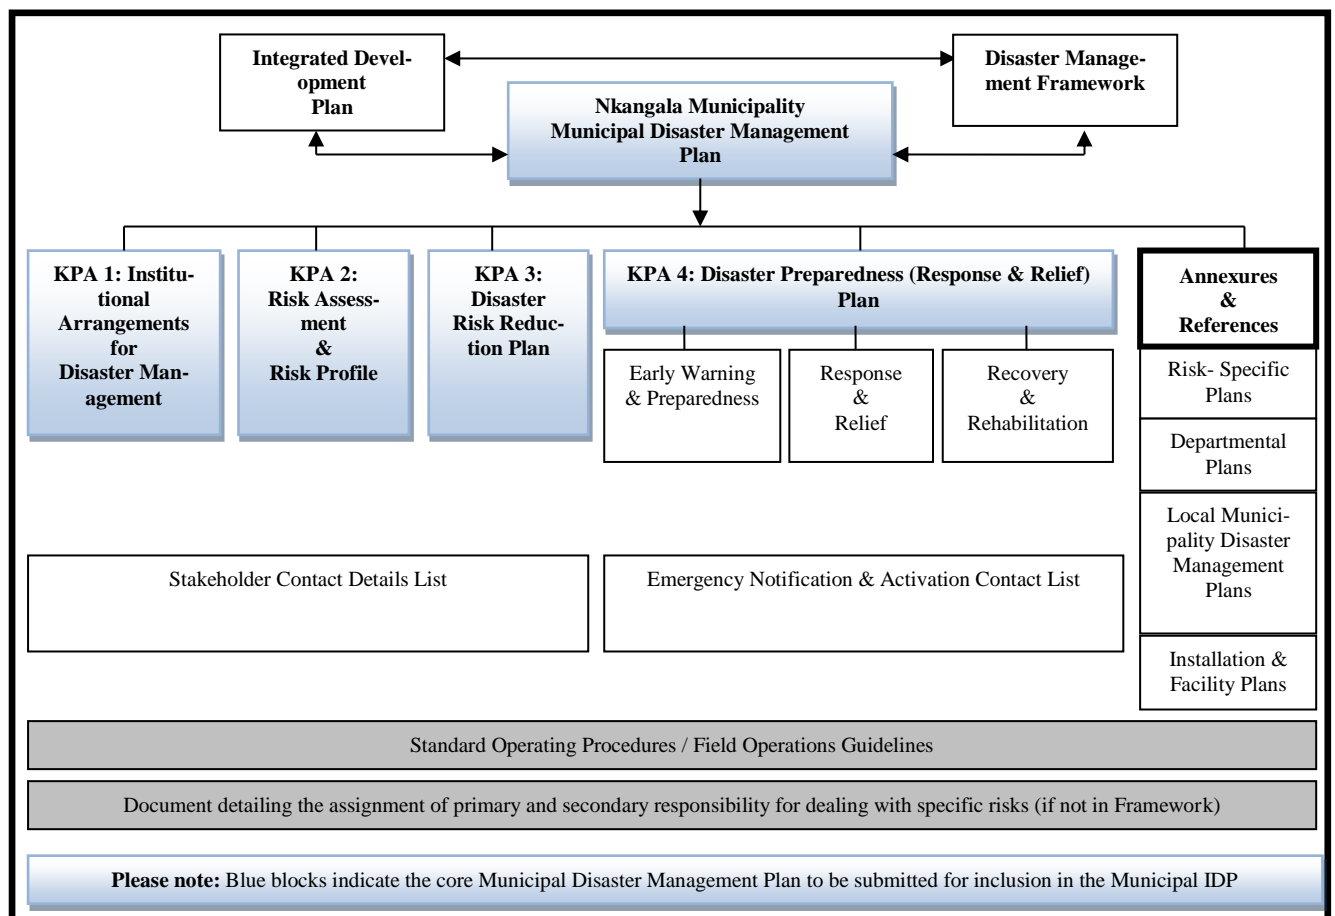 Integrated Devel-
opment
Plan
Disaster Manage-
ment Framework
Nkangala Municipality
Municipal Disaster Management
Plan
KPA 1: Institu-
tional
Arrangements
for
Disaster Man-
agement
KPA 2:
Risk Assess-
ment
&
Risk Profile
KPA 3:
Disaster
Risk Reduc-
tion Plan
KPA 4: Disaster Preparedness (Response & Relief)
Plan
Early Warning
& Preparedness
Response
&
Relief
Recovery
&
Rehabilitation
Annexures
&
References
Risk- Specific
Plans
Departmental
Plans
Local Munici-
pality Disaster
Management
Plans
Installation &
Facility Plans
Stakeholder Contact Details List
Emergency Notification & Activation Contact List
Standard Operating Procedures / Field Operations Guidelines
Document detailing the assignment of primary and secondary responsibility for dealing with specific risks (if not in Framework)
Please note: Blue blocks indicate the core Municipal Disaster Management Plan to be submitted for inclusion in the Municipal IDP